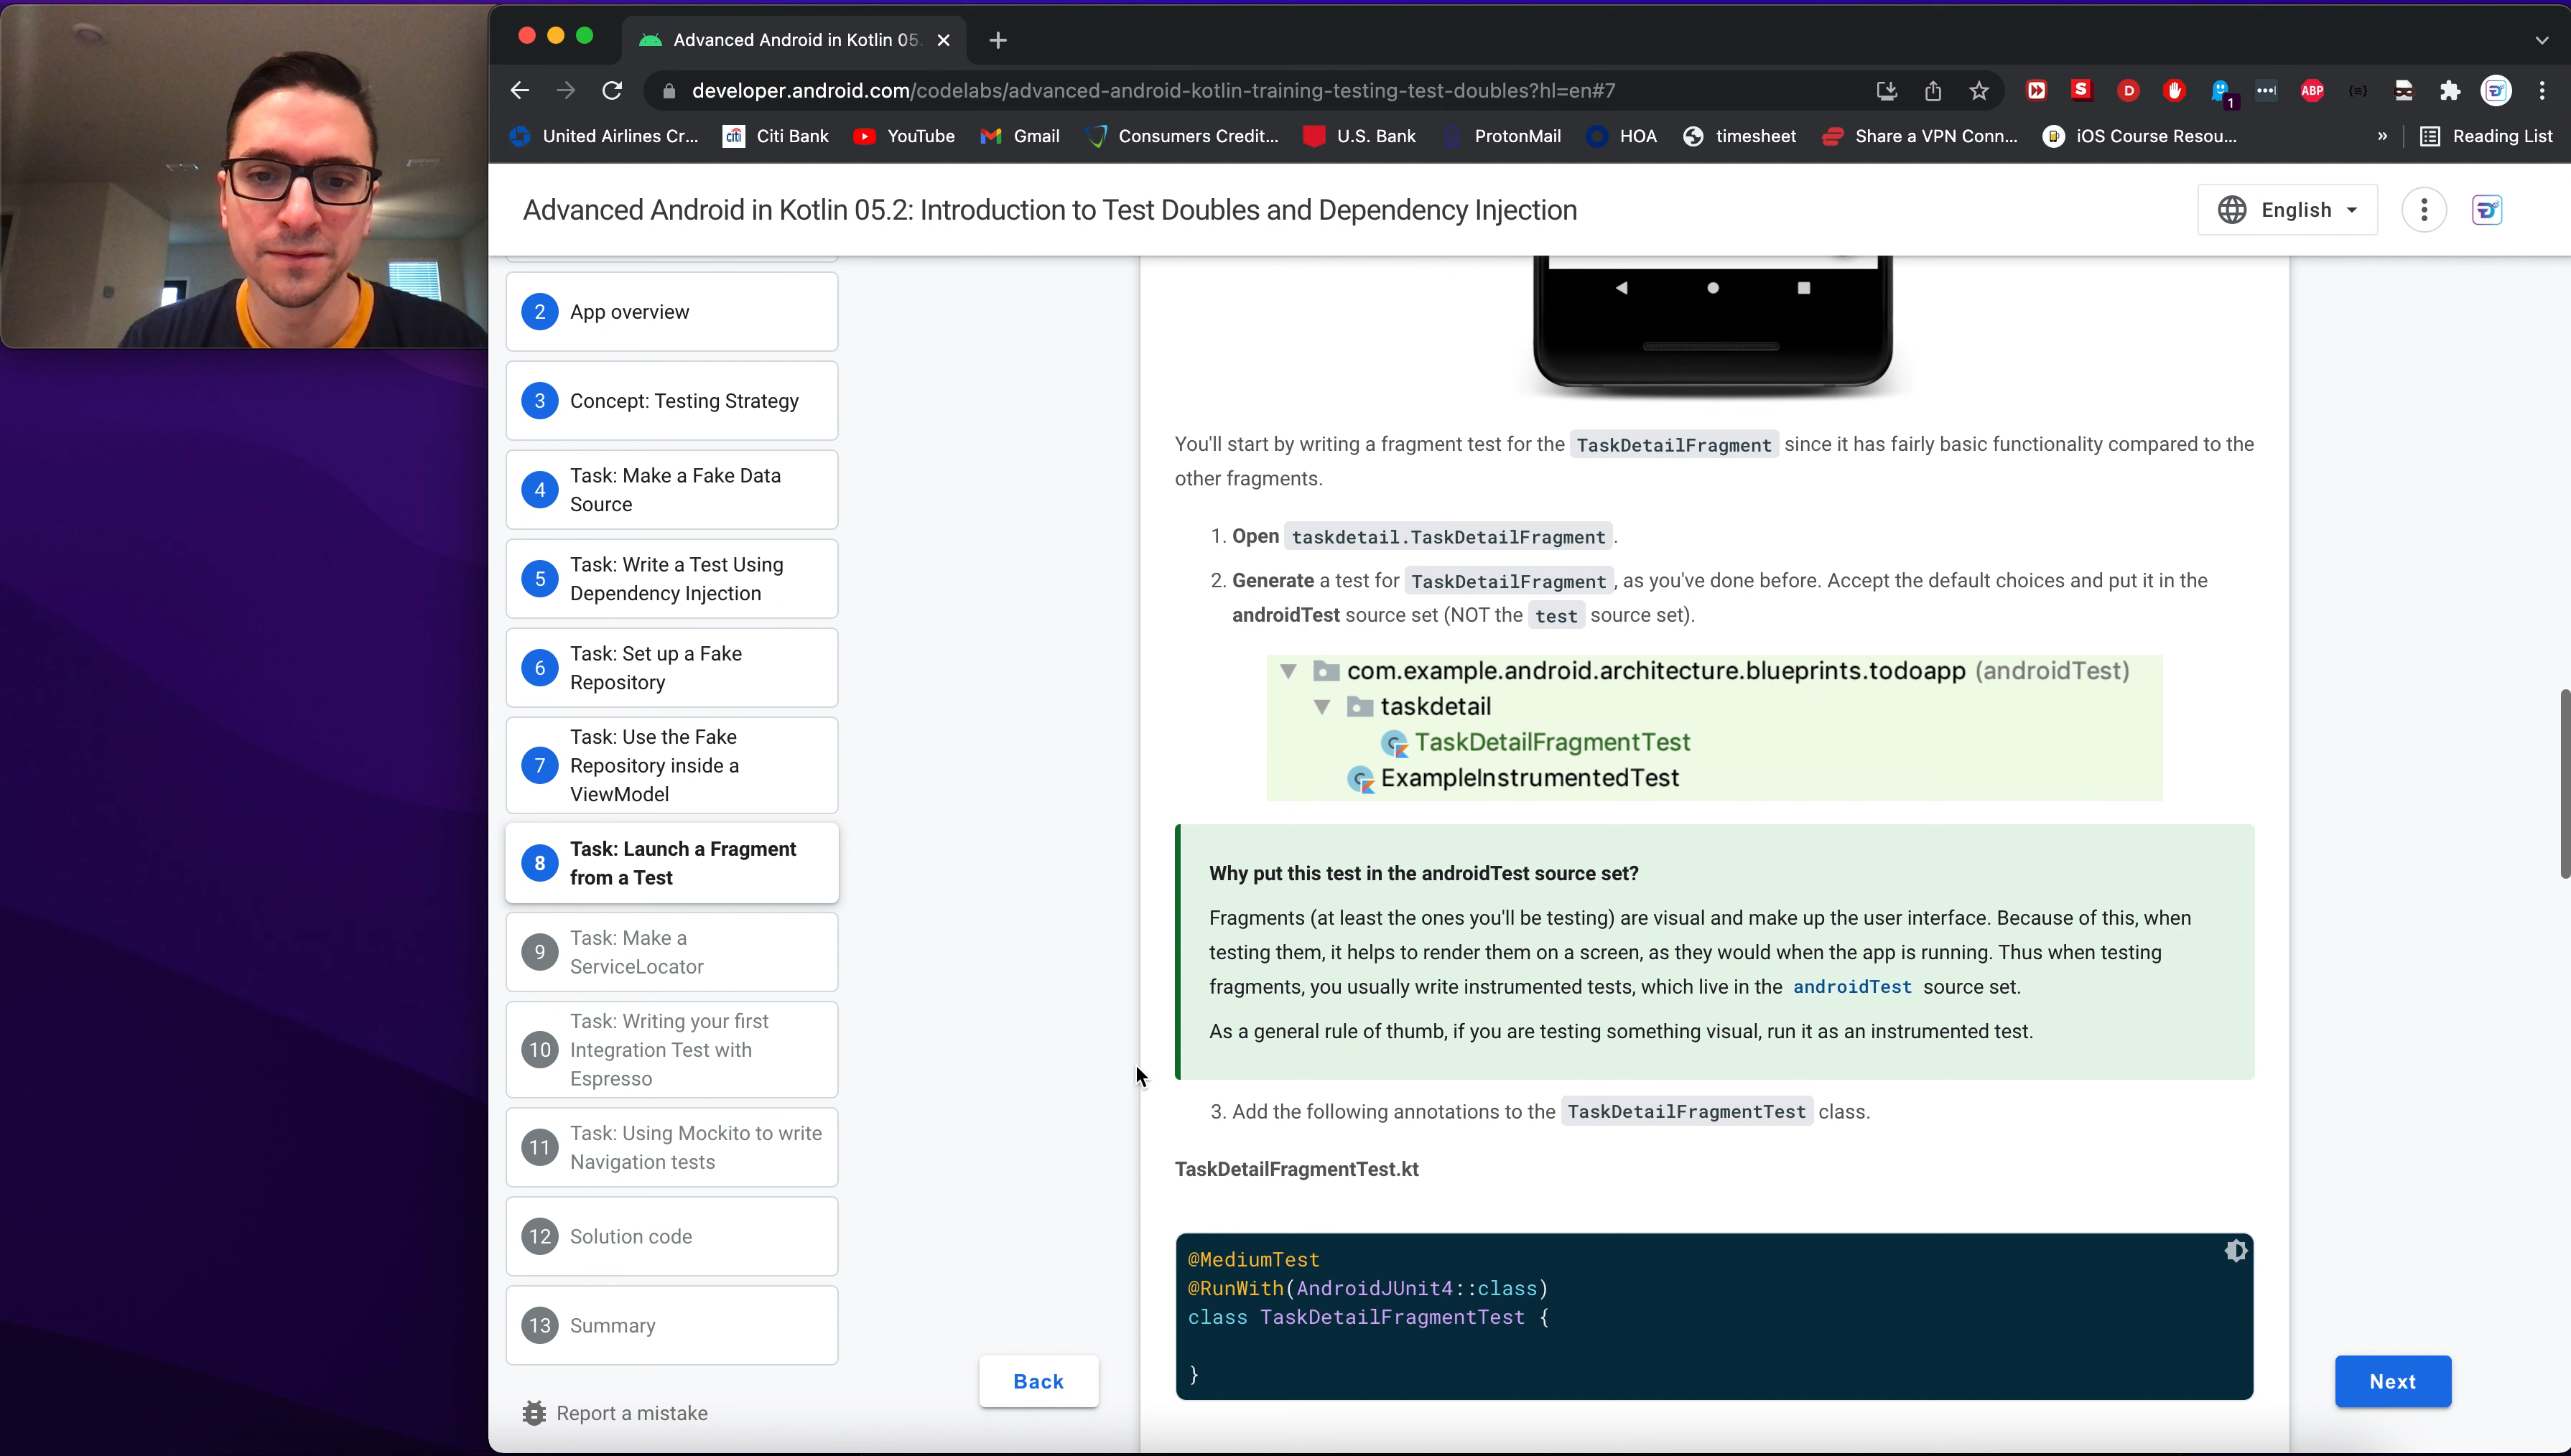 Advanced Android in Kotlin 05.
developer.android.com/codelabs/advanced-android-kotlin-training-testing-test-doubles?hl=en#7
S
D
1
ABP
United Airlines Cr...
citi
Citi Bank
YouTube
Gmail
Consumers Credit...
U.S. Bank
ProtonMail
HOA
timesheet
Share a VPN Conn...
iOS Course Resou...
»
Reading List
Advanced Android in Kotlin 05.2: Introduction to Test Doubles and Dependency Injection
English
2 App overview
3 Concept: Testing Strategy
4 Task: Make a Fake Data
Source
5 Task: Write a Test Using
Dependency Injection
6 Task: Set up a Fake
Repository
7 Task: Use the Fake
Repository inside a
ViewModel
8 Task: Launch a Fragment
from a Test
9 Task: Make a
ServiceLocator
10 Task: Writing your first
Integration Test with
Espresso
11 Task: Using Mockito to write
Navigation tests
12 Solution code
13 Summary
Report a mistake
Back
You'll start by writing a fragment test for the TaskDetailFragment since it has fairly basic functionality compared to the
other fragments.
1. Open taskdetail.TaskDetailFragment.
2. Generate a test for TaskDetailFragment, as you've done before. Accept the default choices and put it in the
androidTest source set (NOT the test source set).
com.example.android.architecture.blueprints.todoapp (androidTest)
taskdetail
TaskDetailFragmentTest
ExampleInstrumentedTest
Why put this test in the androidTest source set?
Fragments (at least the ones you'll be testing) are visual and make up the user interface. Because of this, when
testing them, it helps to render them on a screen, as they would when the app is running. Thus when testing
fragments, you usually write instrumented tests, which live in the androidTest source set.
As a general rule of thumb, if you are testing something visual, run it as an instrumented test.
3. Add the following annotations to the TaskDetailFragmentTest class.
TaskDetailFragmentTest.kt
@MediumTest
@RunWith(AndroidJUnit4::class)
class TaskDetailFragmentTest {
}
Next